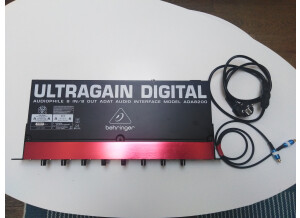 ULTRAGAIN DIGITAL
AUDIOPHILE 8 IN/8 OUT ADAT AUDIO INTERFACE MODEL ADA8200
behringer